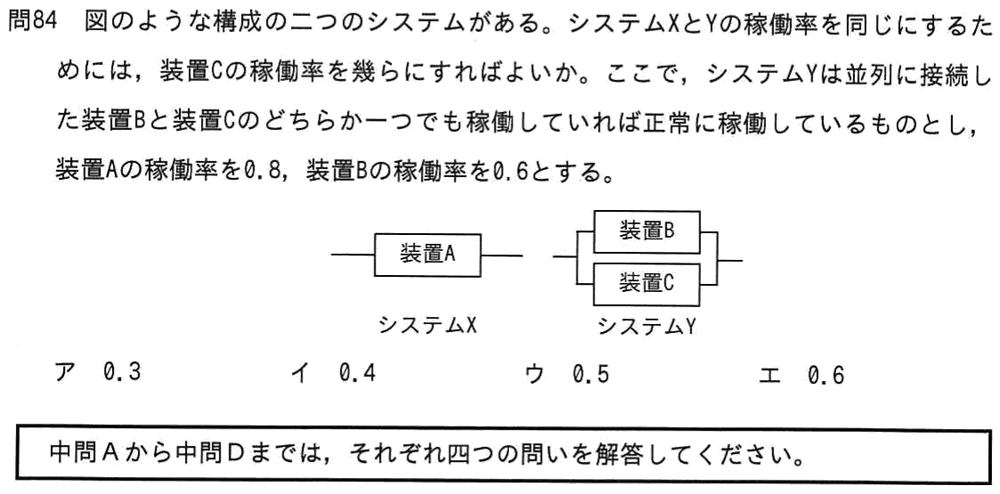 問84 図のような構成の二つのシステムがある。システムXとYの稼働率を同じにするた
めには，装置Cの稼働率を幾らにすればよいか。ここで，システムYは並列に接続し
た装置Bと装置Cのどちらか一つでも稼働していれば正常に稼働しているものとし，
装置Aの稼働率を0.8，装置Bの稼働率を0.6とする。
装置A
装置B
装置C
システムX
システムY
ア 0.3 イ 0.4 ウ 0.5 エ 0.6
中問Ａから中問Ｄまでは，それぞれ四つの問いを解答してください。